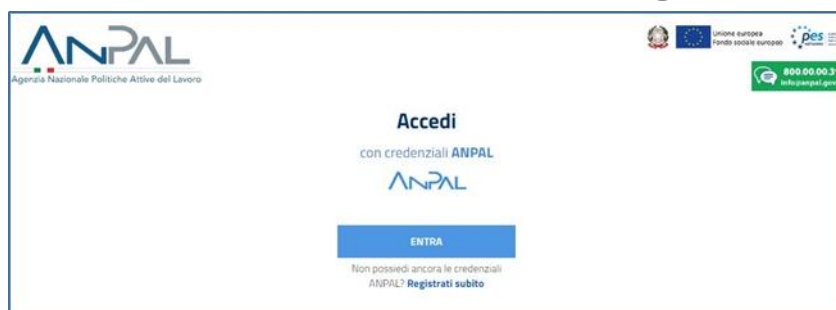 ANPAL
Agenzia Nazionale Politiche Attive del Lavoro
Unione europea
Fondo sociale europeo
pes
800.00.00.3
info@anpal.gov
Accedi
con credenziali ANPAL
ANPAL
ENTRA
Non possiedi ancora le credenziali
ANPAL? Registrati subito